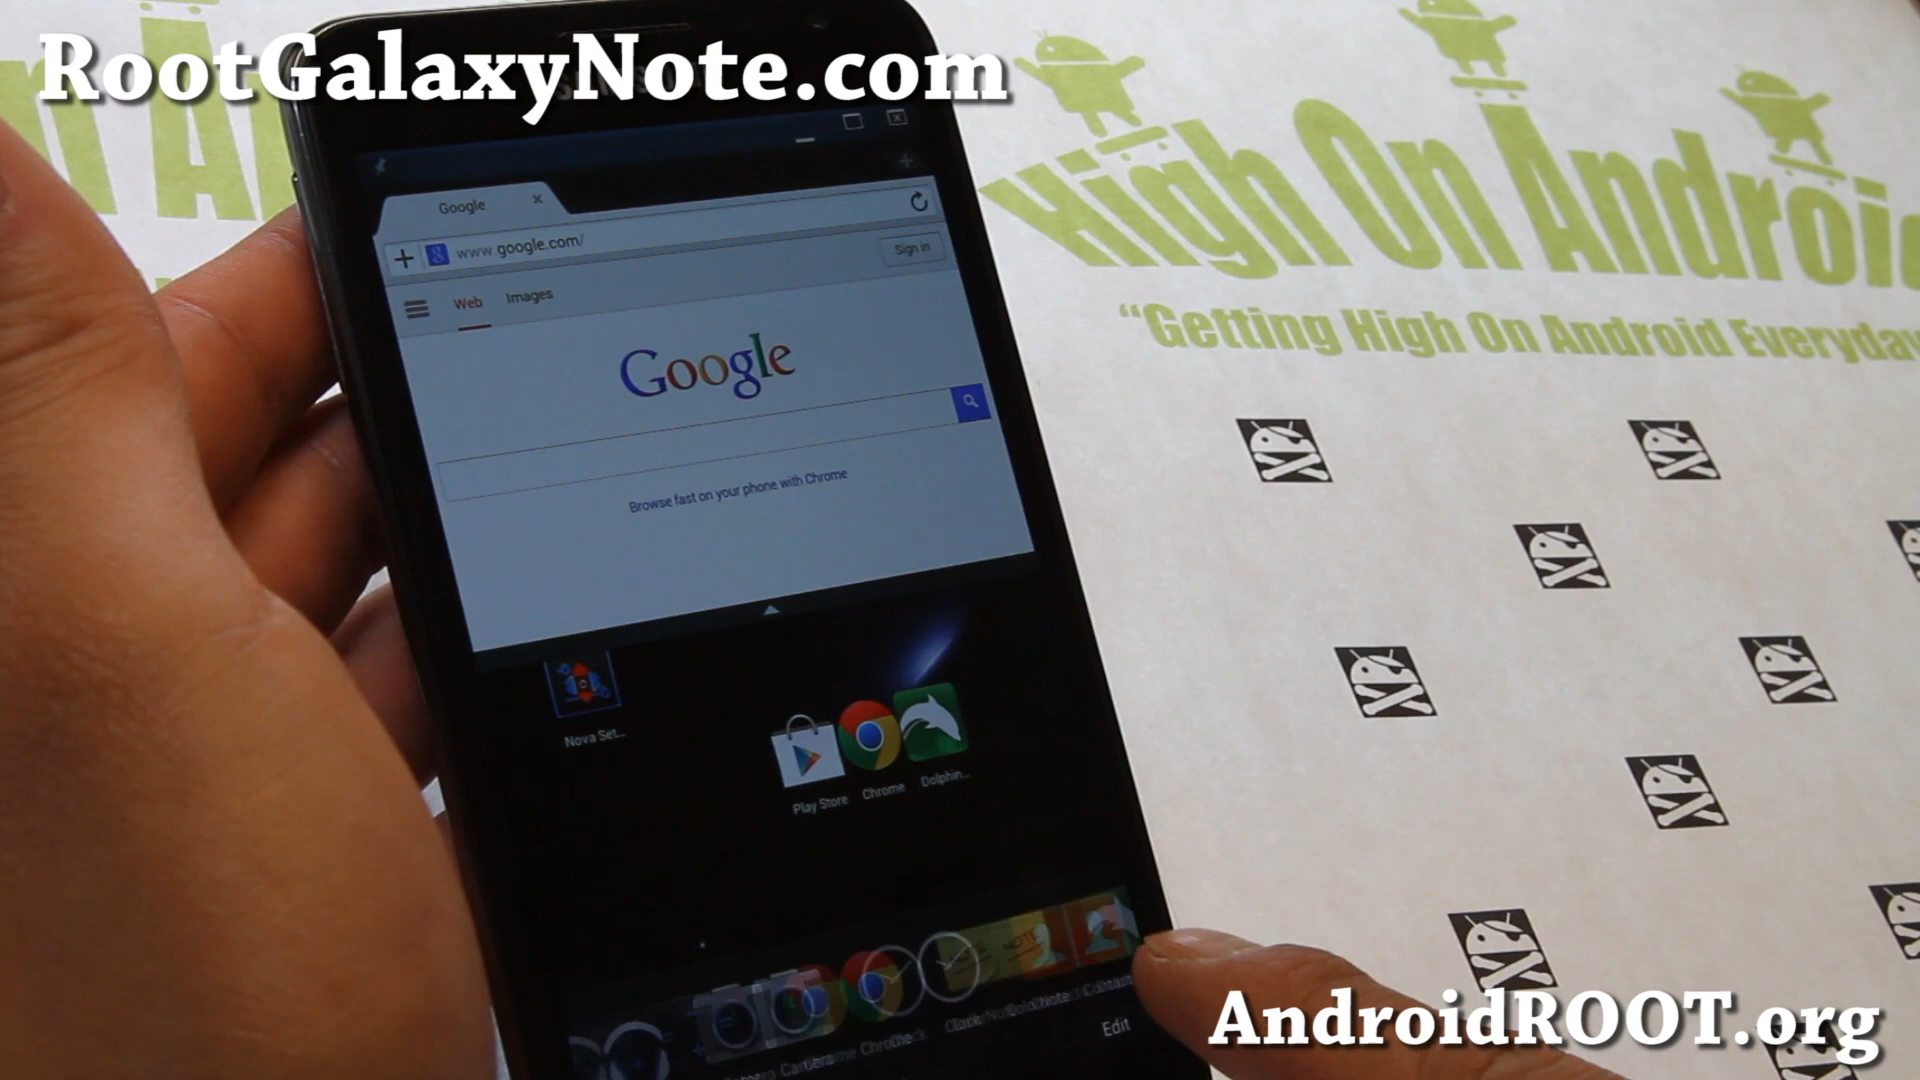 RootGalaxyNote.com
High On Androi
"Getting High On Android Everyday
Google
www.google.com/
Sign in
Web Images
Google
Browse fast on your phone with Chrome
Nova Set...
Play Store Chrome Dolphin...
Edit
AndroidROOT.org